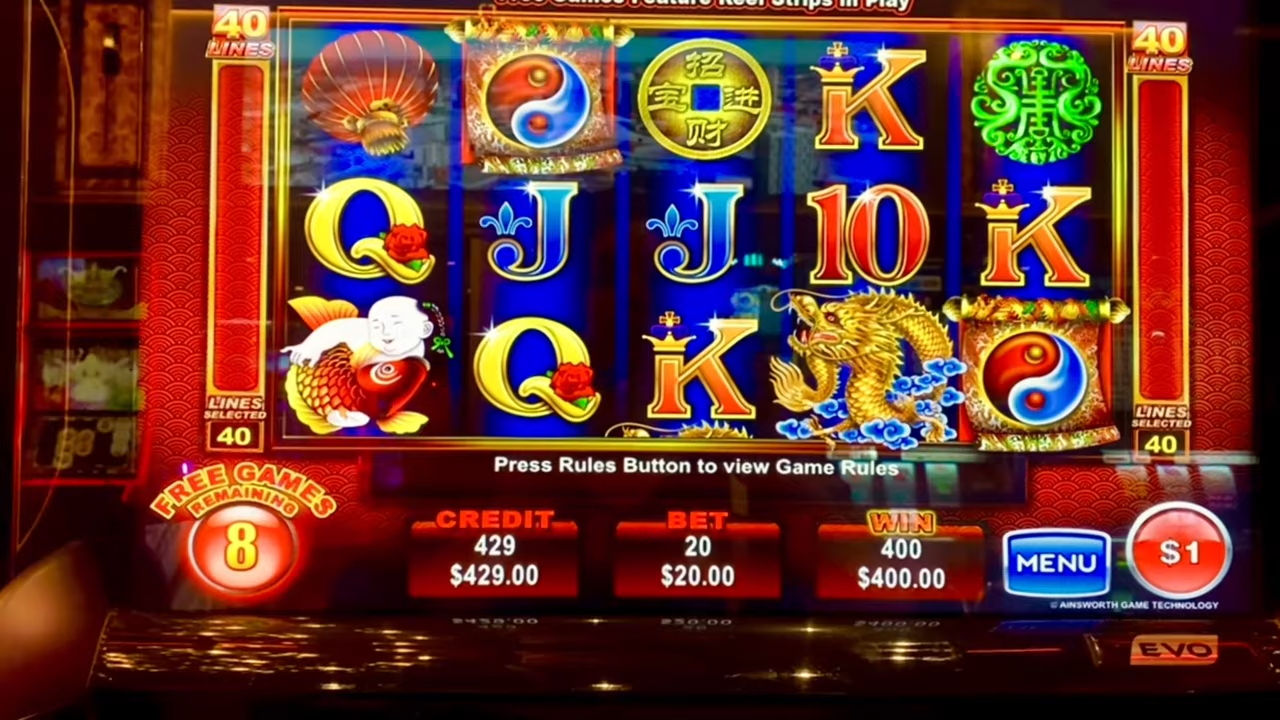 Free Games Feature Reel Strips in Play
40
LINES
40
LINES
招
宝 进
财
K
Q
J
J
10
K
Q
K
LINES
SELECTED
40
LINES
SELECTED
40
Press Rules Button to view Game Rules
FREE GAMES
REMAINING
8
CREDIT
429
$429.00
BET
20
$20.00
WIN
400
$400.00
MENU
$1
© AINSWORTH GAME TECHNOLOGY
EVO